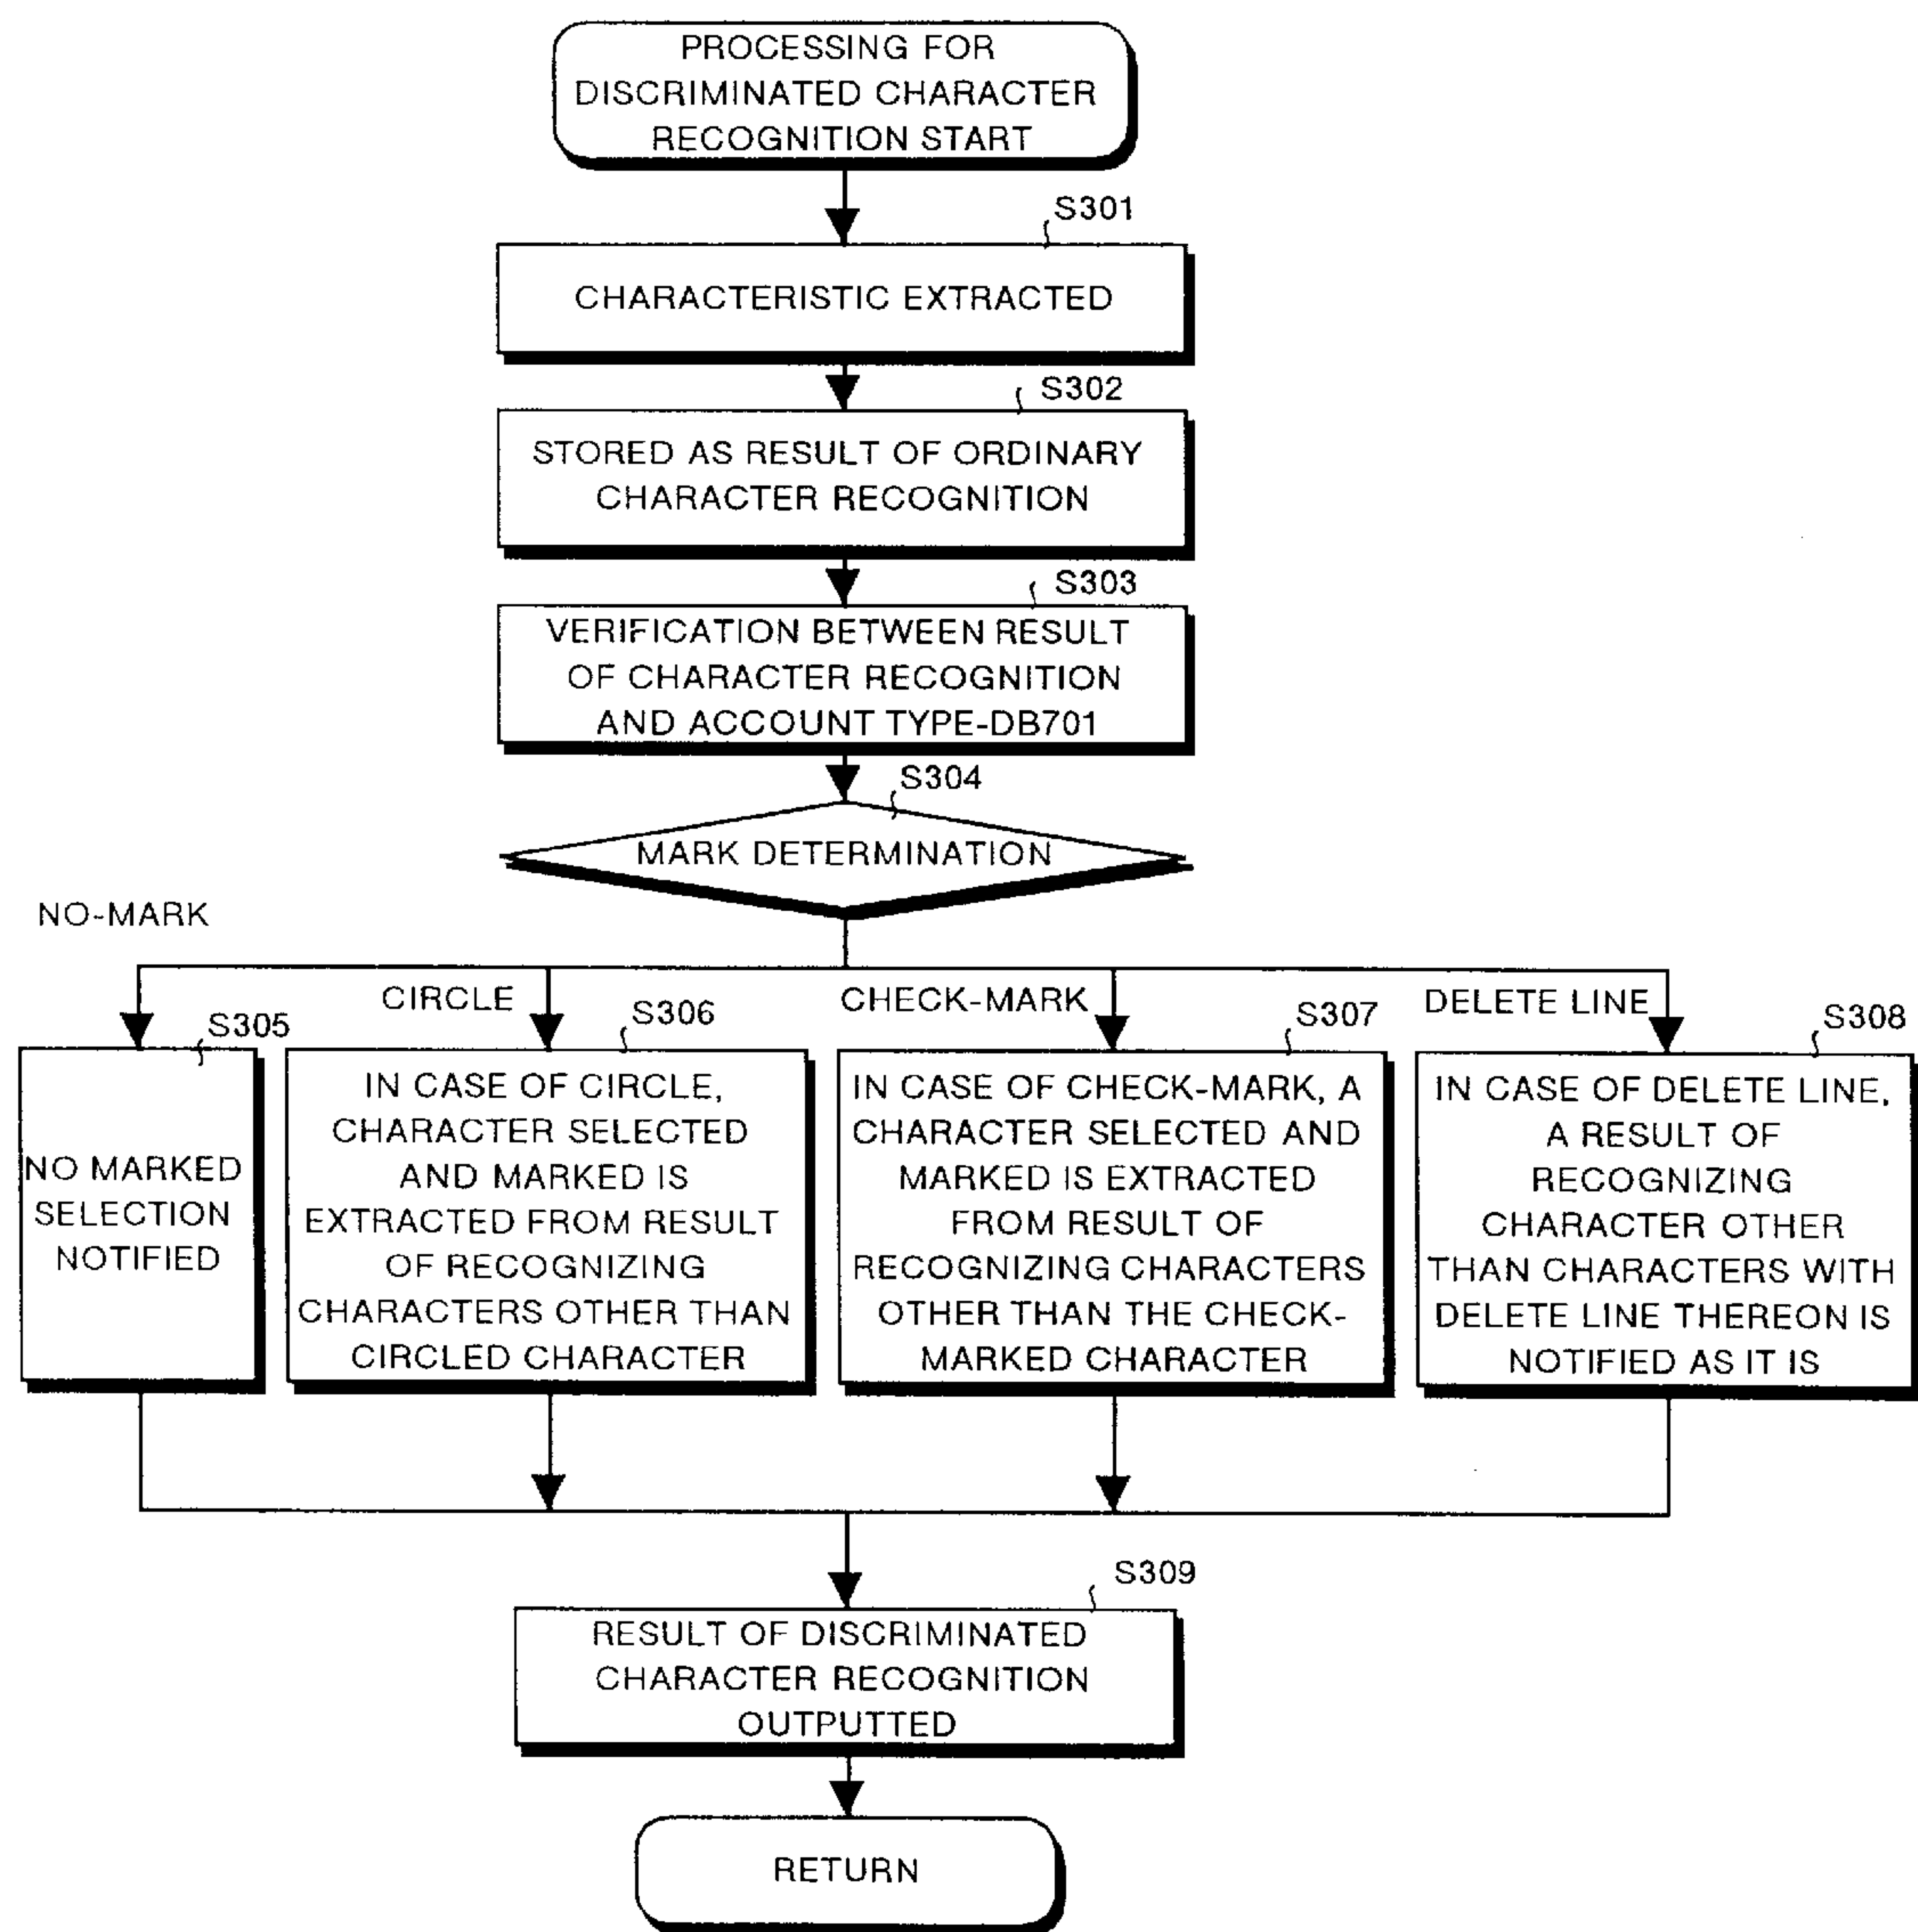 PROCESSING FOR
DISCRIMINATED CHARACTER
RECOGNITION START
S301
CHARACTERISTIC EXTRACTED
S302
STORED AS RESULT OF ORDINARY
CHARACTER RECOGNITION
S303
VERIFICATION BETWEEN RESULT
OF CHARACTER RECOGNITION
AND ACCOUNT TYPE-DB701
S304
MARK DETERMINATION
NO-MARK
CIRCLE
CHECK-MARK
DELETE LINE
S305
NO MARKED
SELECTION
NOTIFIED
S306
IN CASE OF CIRCLE,
CHARACTER SELECTED
AND MARKED IS
EXTRACTED FROM RESULT
OF RECOGNIZING
CHARACTERS OTHER THAN
CIRCLED CHARACTER
S307
IN CASE OF CHECK-MARK, A
CHARACTER SELECTED AND
MARKED IS EXTRACTED
FROM RESULT OF
RECOGNIZING CHARACTERS
OTHER THAN THE CHECK-
MARKED CHARACTER
S308
IN CASE OF DELETE LINE,
A RESULT OF
RECOGNIZING
CHARACTER OTHER
THAN CHARACTERS WITH
DELETE LINE THEREON IS
NOTIFIED AS IT IS
S309
RESULT OF DISCRIMINATED
CHARACTER RECOGNITION
OUTPUTTED
RETURN